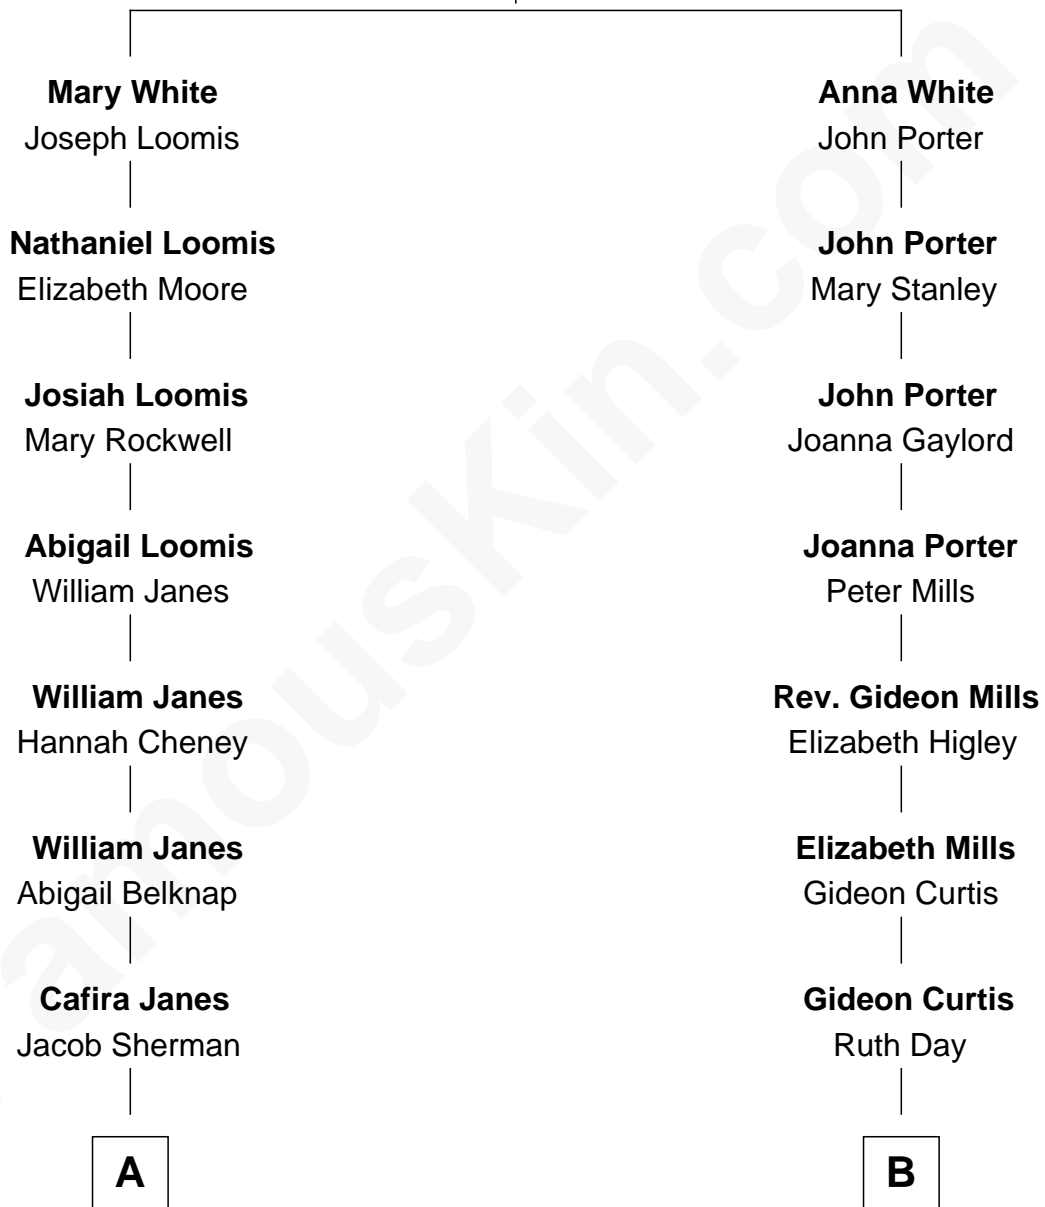 Mary White
Joseph Loomis
Nathaniel Loomis
Elizabeth Moore
Josiah Loomis
Mary Rockwell
Abigail Loomis
William Janes
William Janes
Hannah Cheney
William Janes
Abigail Belknap
Cafira Janes
Jacob Sherman
A
Anna White
John Porter
John Porter
Mary Stanley
John Porter
Joanna Gaylord
Joanna Porter
Peter Mills
Rev. Gideon Mills
Elizabeth Higley
Elizabeth Mills
Gideon Curtis
Gideon Curtis
Ruth Day
B
amouskin.com